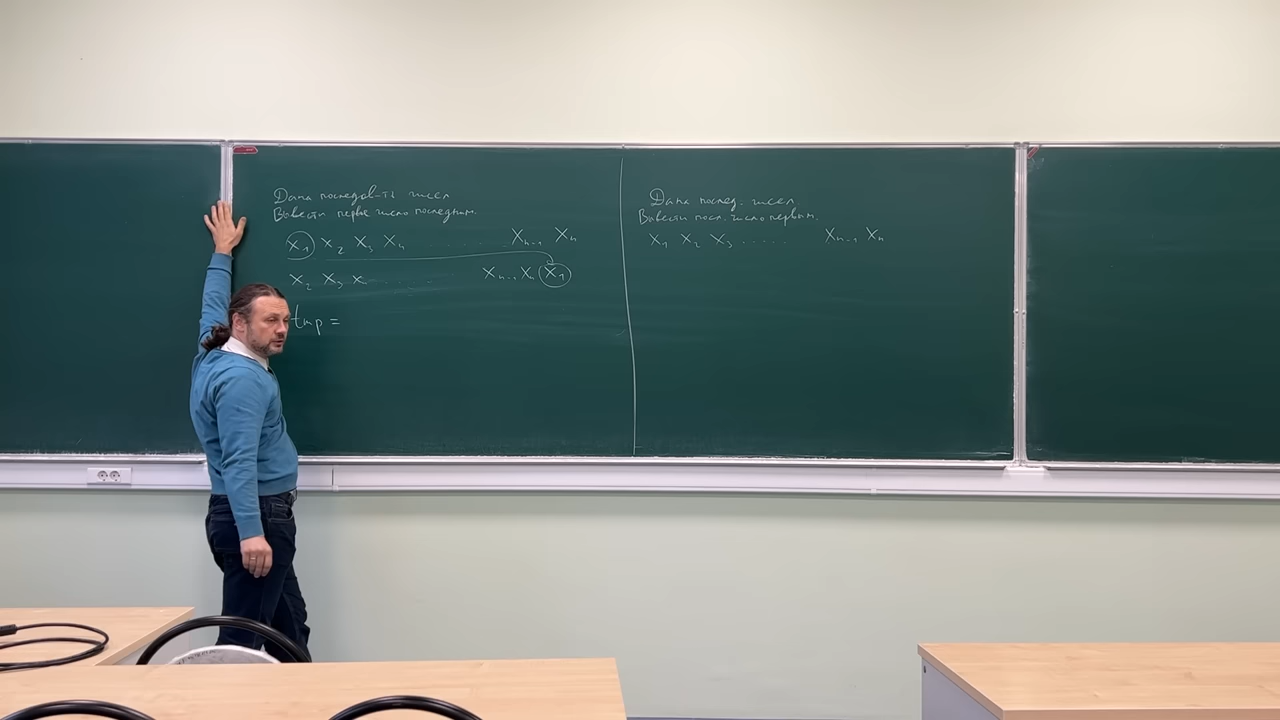 Дана последов-ть чисел
Вывести первое число последним.
x₁ x₂ x₃ x₄ . . . . . . . xₙ₋₁ xₙ
x₂ x₃ x₄ . . . . . xₙ₋₁ xₙ x₁
tmp =
Дана послед. чисел.
Вывести посл. число первым.
x₁ x₂ x₃ . . . . . xₙ₋₁ xₙ